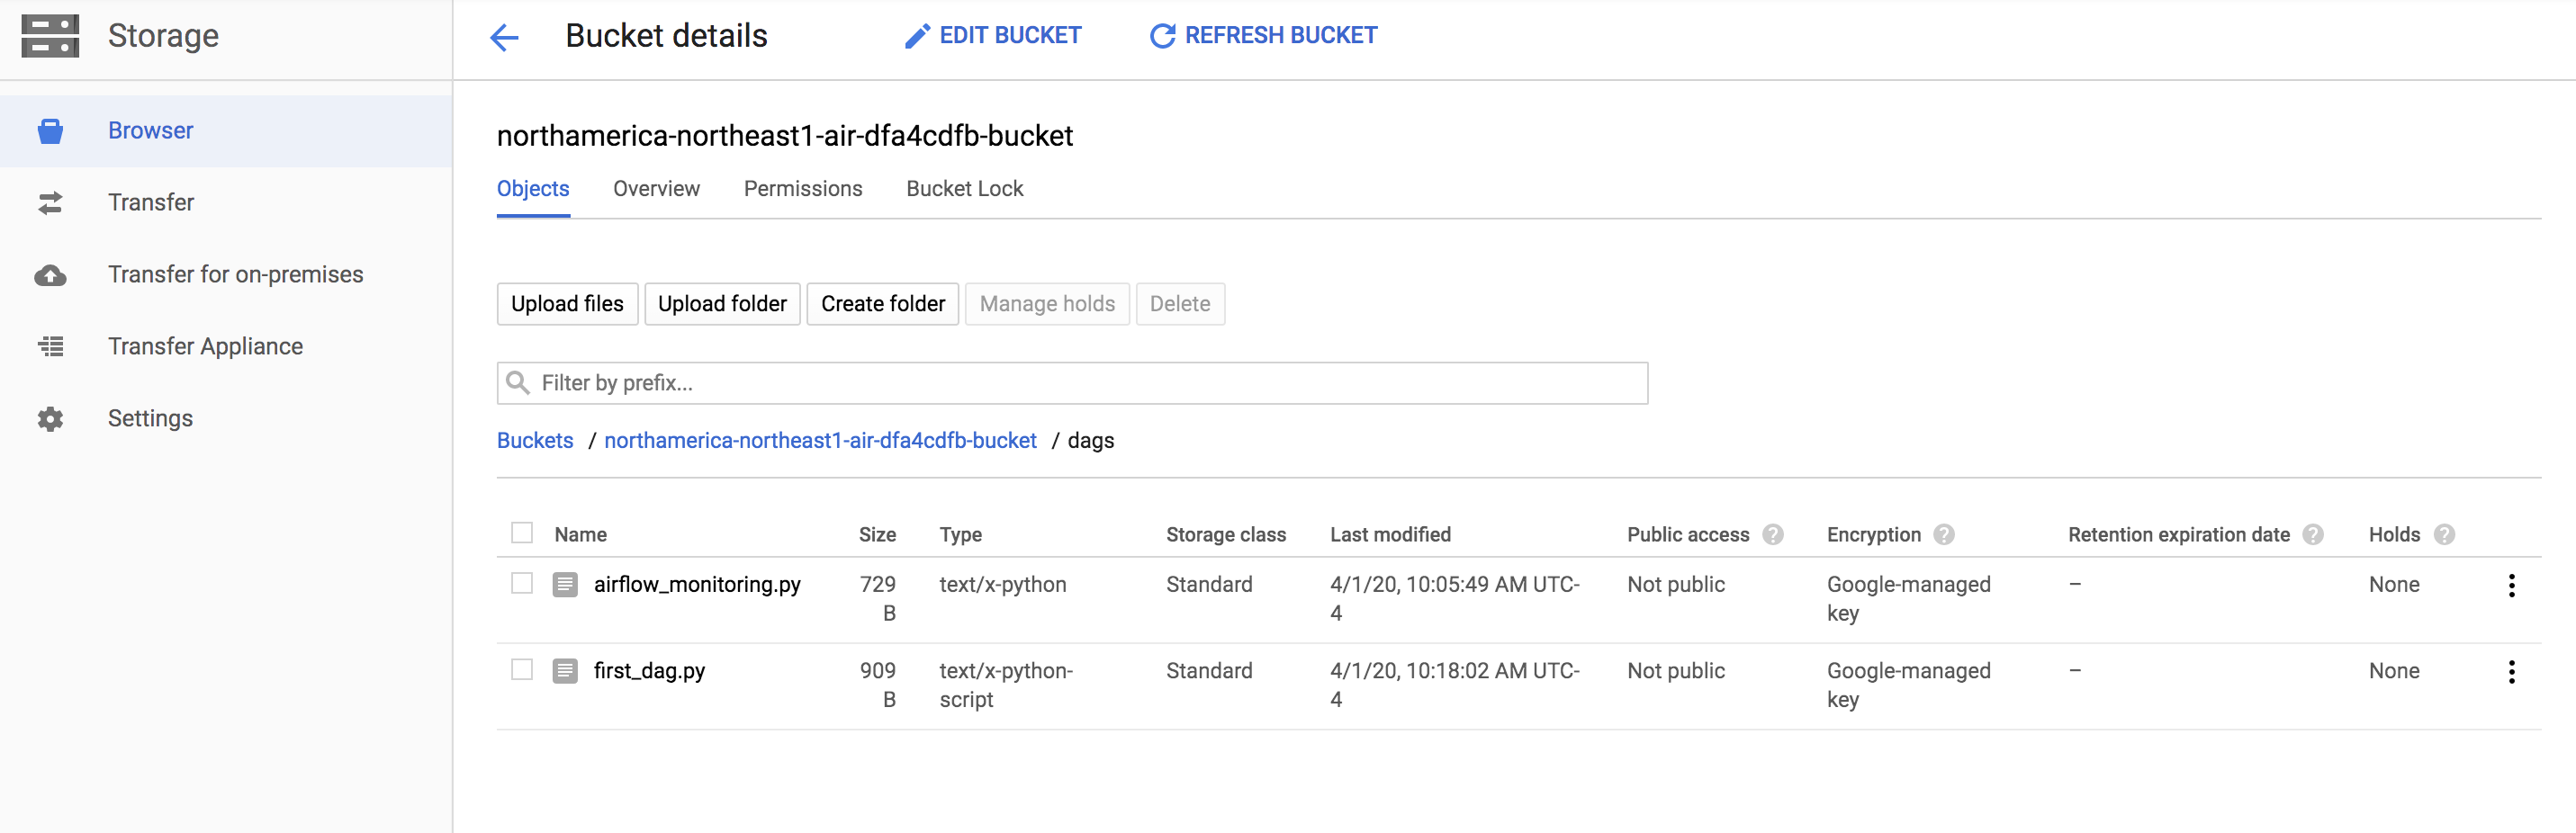 Storage
Bucket details
EDIT BUCKET
REFRESH BUCKET
Browser
Transfer
Transfer for on-premises
Transfer Appliance
Settings
northamerica-northeast1-air-dfa4cdfb-bucket
Objects Overview Permissions Bucket Lock
Upload files Upload folder Create folder Manage holds Delete
Filter by prefix...
Buckets / northamerica-northeast1-air-dfa4cdfb-bucket / dags
Name Size Type Storage class Last modified Public access ? Encryption ? Retention expiration date ? Holds ?
airflow_monitoring.py 729 text/x-python Standard 4/1/20, 10:05:49 AM UTC- Not public Google-managed – None
B 4 key
first_dag.py 909 text/x-python- Standard 4/1/20, 10:18:02 AM UTC- Not public Google-managed – None
B script 4 key